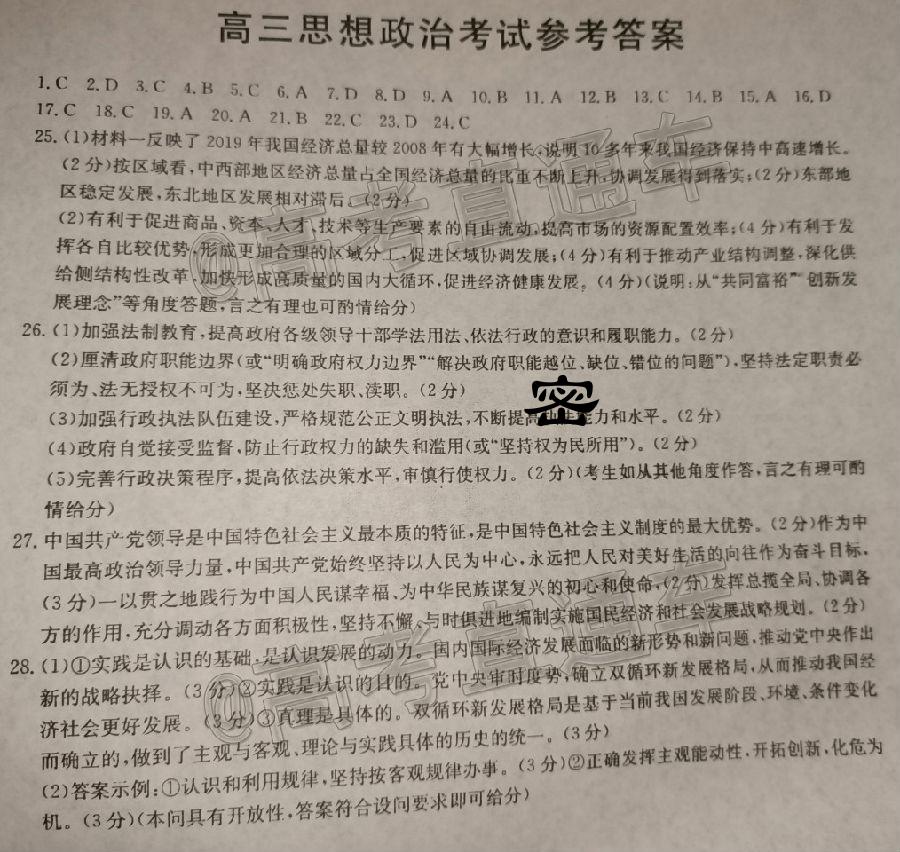 高三思想政治考试参考答案
1.C 2.D 3.C 4.B 5.C 6.A 7.D 8.D 9.A 10.B 11.A 12.B 13.C 14.B 15.A 16.D
17.C 18.C 19.A 20.A 21.B 22.C 23.D 24.C
25.(1)材料一反映了2019年我国经济总量较2008年有大幅增长,说明10多年来我国经济保持中高速增长。
(2分)按区域看,中西部地区经济总量占全国经济总量的比重不断上升,协调发展得到落实;(2分)东部地
区稳定发展,东北地区发展相对滞后。(2分)
(2)有利于促进商品、资本、人才、技术等生产要素的自由流动,提高市场的资源配置效率;(4分)有利于发
挥各自比较优势,形成更加合理的区域分工,促进区域协调发展;(4分)有利于推动产业结构调整,深化供
给侧结构性改革,加快形成高质量的国内大循环,促进经济健康发展。(4分)(说明:从“共同富裕”“创新发
展理念”等角度答题,言之有理也可酌情给分)
26.(1)加强法制教育,提高政府各级领导干部学法用法、依法行政的意识和履职能力。(2分)
(2)厘清政府职能边界(或“明确政府权力边界”“解决政府职能越位、缺位、错位的问题”),坚持法定职责必
须为、法无授权不可为,坚决惩处失职、渎职。(2分)
密
(3)加强行政执法队伍建设,严格规范公正文明执法,不断提高执法能力和水平。(2分)
(4)政府自觉接受监督,防止行政权力的缺失和滥用(或“坚持权为民所用”)。(2分)
(5)完善行政决策程序,提高依法决策水平,审慎行使权力。(2分)(考生如从其他角度作答,言之有理可酌
情给分)
27.中国共产党领导是中国特色社会主义最本质的特征,是中国特色社会主义制度的最大优势。(2分)作为中
国最高政治领导力量,中国共产党始终坚持以人民为中心,永远把人民对美好生活的向往作为奋斗目标,
(3分)一以贯之地践行为中国人民谋幸福、为中华民族谋复兴的初心和使命,(2分)发挥总揽全局、协调各
方的作用,充分调动各方面积极性,坚持不懈、与时俱进地编制实施国民经济和社会发展战略规划。(2分)
28.(1)①实践是认识的基础,是认识发展的动力。国内国际经济发展面临的新形势和新问题,推动党中央作出
新的战略抉择。(3分)②实践是认识的目的。党中央审时度势,确立双循环新发展格局,从而推动我国经
济社会更好发展。(3分)③真理是具体的。双循环新发展格局是基于当前我国发展阶段、环境、条件变化
而确立的,做到了主观与客观、理论与实践具体的历史的统一。(3分)
(2)答案示例:①认识和利用规律,坚持按客观规律办事。(3分)②正确发挥主观能动性,开拓创新,化危为
机。(3分)(本问具有开放性,答案符合设问要求即可给分)
@高考直通车
@高考直通车